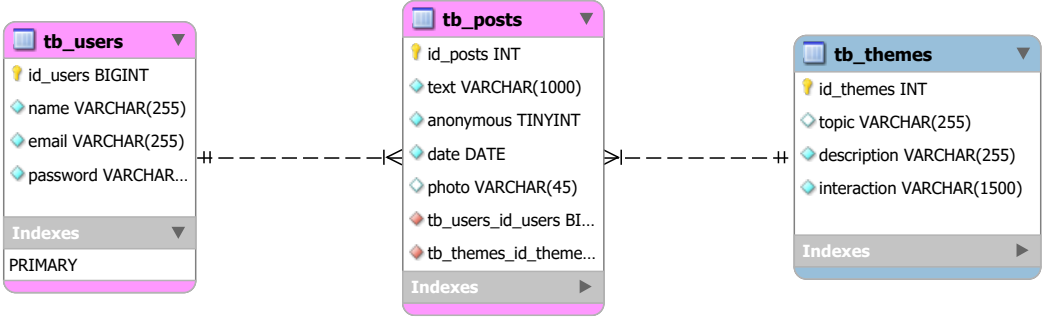 tb_users
id_users BIGINT
name VARCHAR(255)
email VARCHAR(255)
password VARCHAR...
Indexes
PRIMARY
tb_posts
id_posts INT
text VARCHAR(1000)
anonymous TINYINT
date DATE
photo VARCHAR(45)
tb_users_id_users BI...
tb_themes_id_theme...
Indexes
tb_themes
id_themes INT
topic VARCHAR(255)
description VARCHAR(255)
interaction VARCHAR(1500)
Indexes